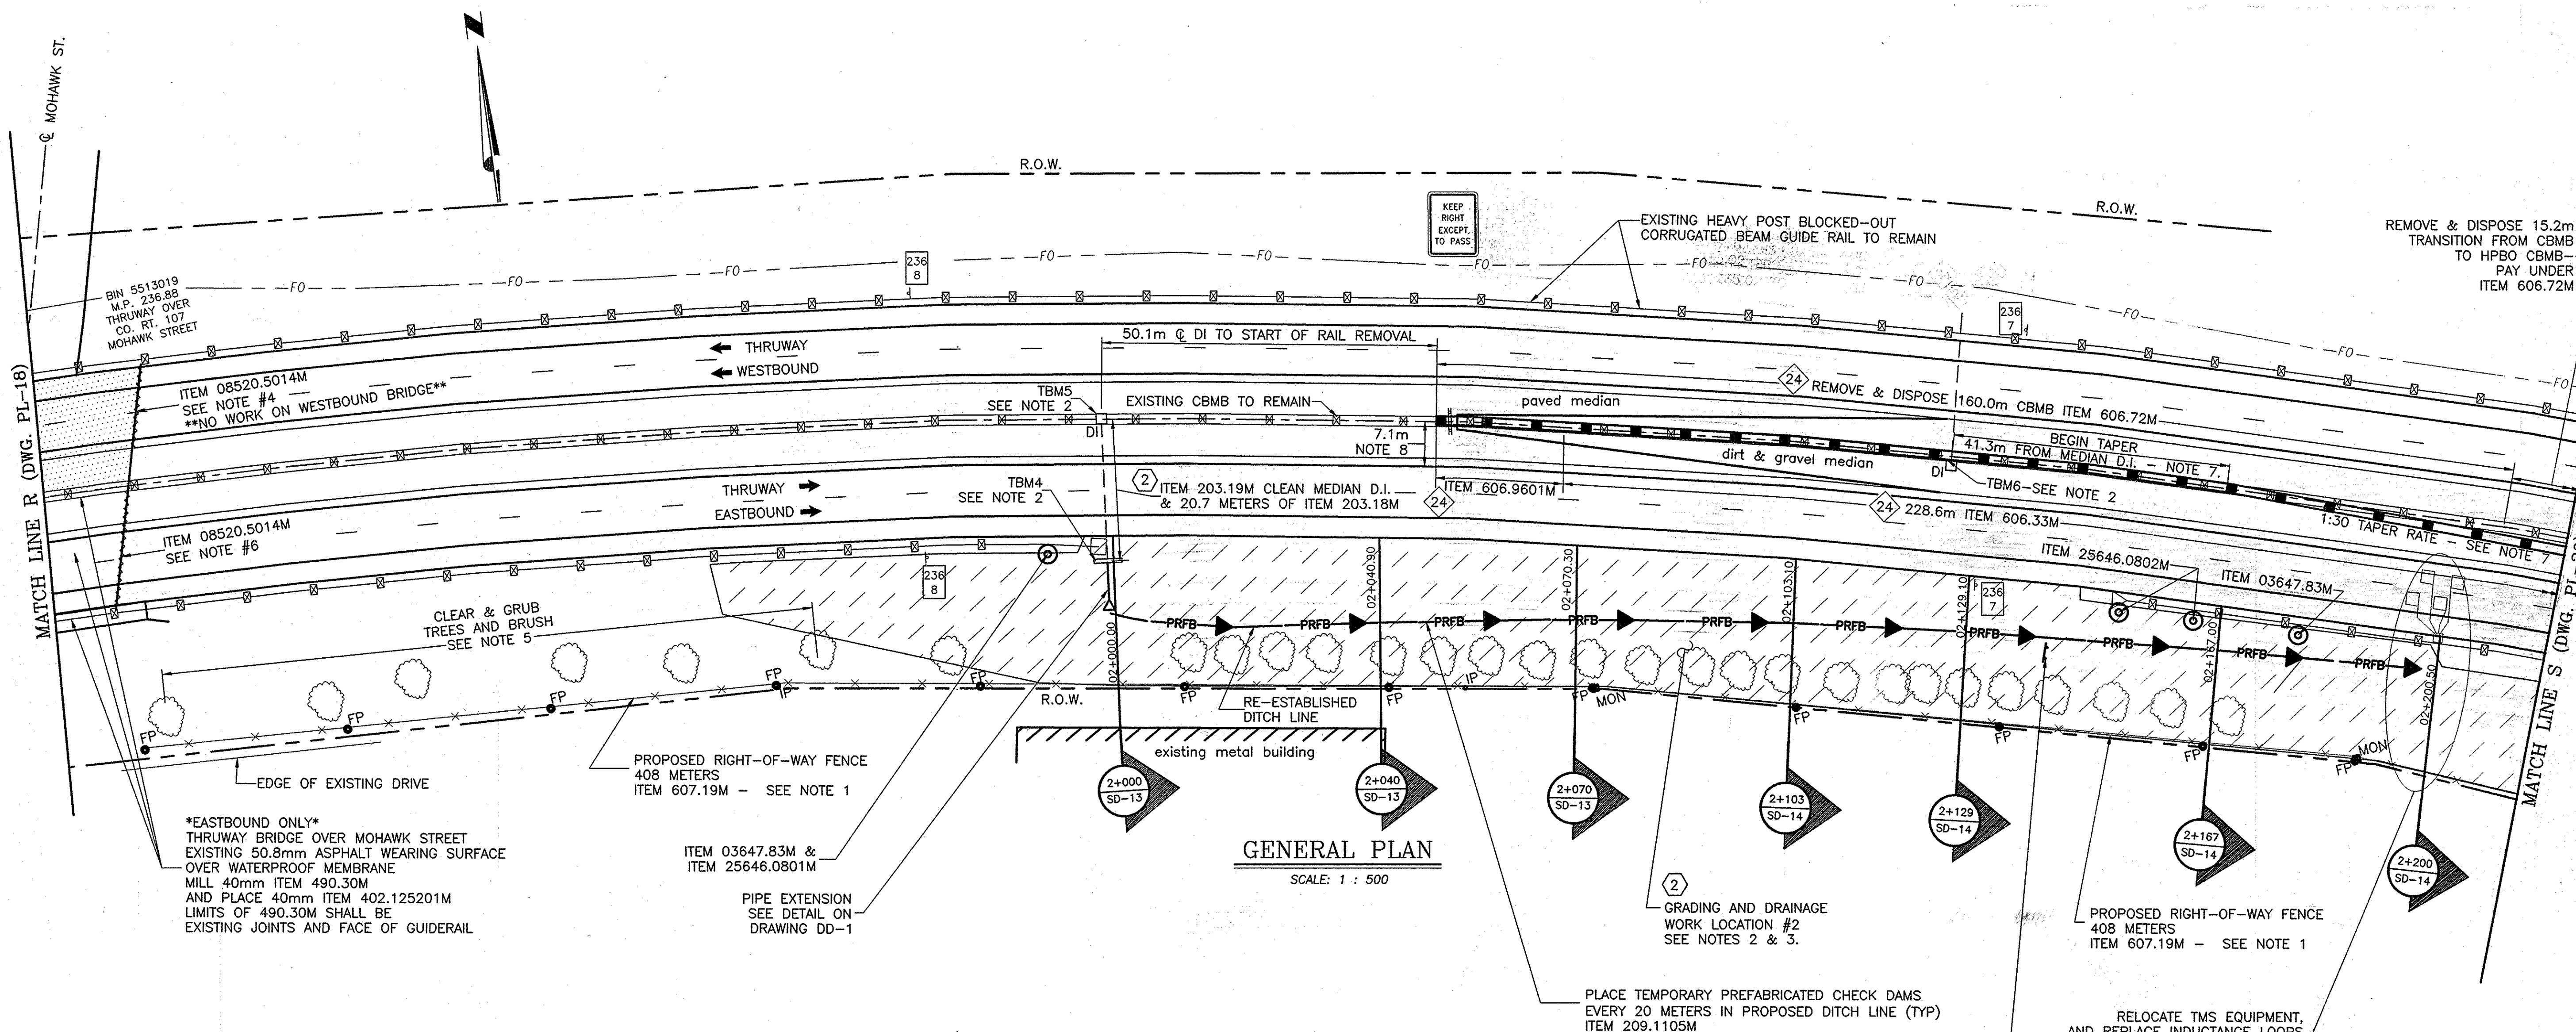 N
℄ MOHAWK ST.
R.O.W.
R.O.W.
KEEP
RIGHT
EXCEPT
TO PASS
EXISTING HEAVY POST BLOCKED-OUT
CORRUGATED BEAM GUIDE RAIL TO REMAIN
REMOVE & DISPOSE 15.2m
TRANSITION FROM CBMB
TO HPBO CBMB-
PAY UNDER
ITEM 606.72M
BIN 5513019
M.P. 236.88
THRUWAY OVER
CO. RT. 107
MOHAWK STREET
FO
FO
FO
FO
FO
FO
FO
FO
FO
FO
FO
236
8
236
7
50.1m ℄ DI TO START OF RAIL REMOVAL
THRUWAY
WESTBOUND
ITEM 08520.5014M
SEE NOTE #4
**NO WORK ON WESTBOUND BRIDGE**
TBM5
SEE NOTE 2
DI
EXISTING CBMB TO REMAIN
24
REMOVE & DISPOSE 160.0m CBMB ITEM 606.72M
paved median
7.1m
NOTE 8
BEGIN TAPER
41.3m FROM MEDIAN D.I. - NOTE 7.
dirt & gravel median
DI
TBM6-SEE NOTE 2
MATCH LINE R (DWG. PL-18)
THRUWAY
EASTBOUND
TBM4
SEE NOTE 2
2
ITEM 203.19M CLEAN MEDIAN D.I.
& 20.7 METERS OF ITEM 203.18M
24
ITEM 606.9601M
24
228.6m ITEM 606.33M
1:30 TAPER RATE - SEE NOTE 7
ITEM 08520.5014M
SEE NOTE #6
ITEM 25646.0802M
ITEM 03647.83M
236
8
236
7
CLEAR & GRUB
TREES AND BRUSH
SEE NOTE 5
02+000.00
02+040.90
02+070.30
02+103.10
02+129.10
02+167.00
02+200.50
PRFB
PRFB
PRFB
PRFB
PRFB
PRFB
PRFB
PRFB
PRFB
PRFB
FP
FP
FP
FP
IP
FP
FP
FP
IP
FP
MON
FP
FP
FP
FP
MON
R.O.W.
RE-ESTABLISHED
DITCH LINE
existing metal building
EDGE OF EXISTING DRIVE
PROPOSED RIGHT-OF-WAY FENCE
408 METERS
ITEM 607.19M - SEE NOTE 1
*EASTBOUND ONLY*
THRUWAY BRIDGE OVER MOHAWK STREET
EXISTING 50.8mm ASPHALT WEARING SURFACE
OVER WATERPROOF MEMBRANE
MILL 40mm ITEM 490.30M
AND PLACE 40mm ITEM 402.125201M
LIMITS OF 490.30M SHALL BE
EXISTING JOINTS AND FACE OF GUIDERAIL
ITEM 03647.83M &
ITEM 25646.0801M
PIPE EXTENSION
SEE DETAIL ON
DRAWING DD-1
2+000
SD-13
2+040
SD-13
2+070
SD-13
2+103
SD-14
2+129
SD-14
2+167
SD-14
2+200
SD-14
GENERAL PLAN
SCALE: 1 : 500
2
GRADING AND DRAINAGE
WORK LOCATION #2
SEE NOTES 2 & 3.
PROPOSED RIGHT-OF-WAY FENCE
408 METERS
ITEM 607.19M - SEE NOTE 1
PLACE TEMPORARY PREFABRICATED CHECK DAMS
EVERY 20 METERS IN PROPOSED DITCH LINE (TYP)
ITEM 209.1105M
RELOCATE TMS EQUIPMENT,
AND REPLACE INDUCTANCE LOOPS
MATCH LINE S (DWG.